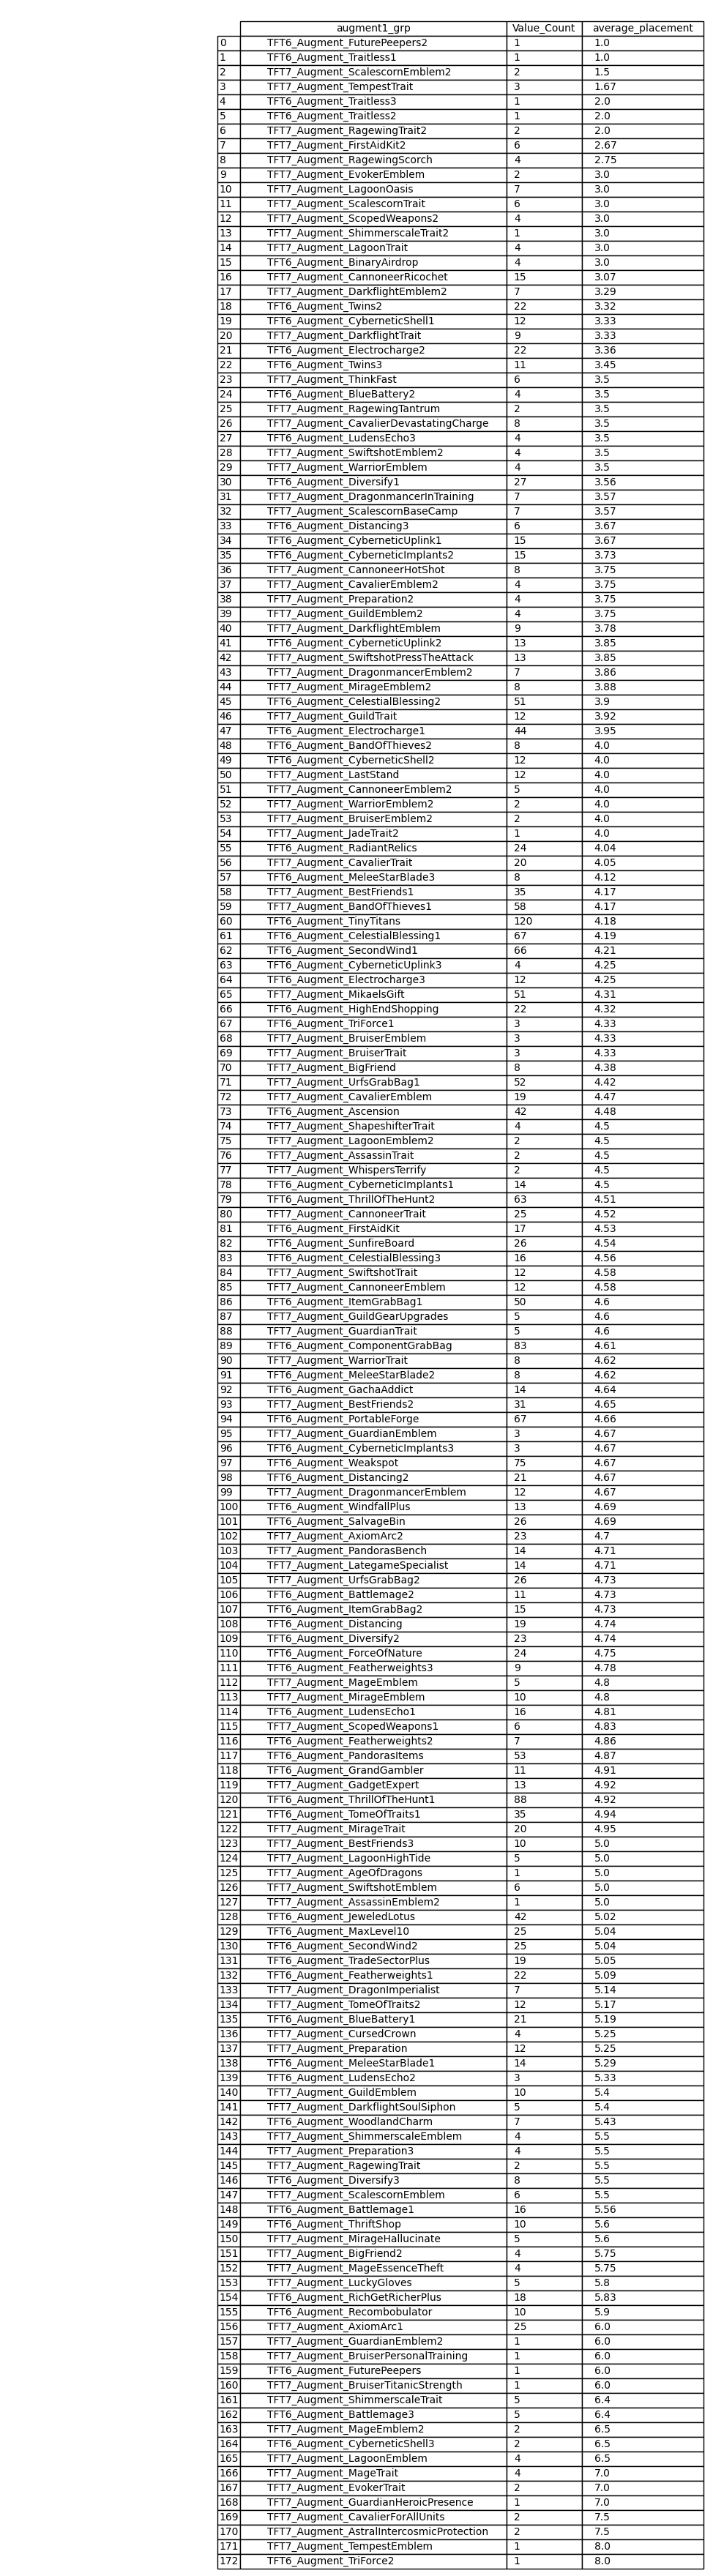 augment1_grp Value_Count average_placement
0 TFT6_Augment_FuturePeepers2 1 1.0
1 TFT6_Augment_Traitless1 1 1.0
2 TFT7_Augment_ScalescornEmblem2 2 1.5
3 TFT7_Augment_TempestTrait 3 1.67
4 TFT6_Augment_Traitless3 1 2.0
5 TFT6_Augment_Traitless2 1 2.0
6 TFT7_Augment_RagewingTrait2 2 2.0
7 TFT7_Augment_FirstAidKit2 6 2.67
8 TFT7_Augment_RagewingScorch 4 2.75
9 TFT7_Augment_EvokerEmblem 2 3.0
10 TFT7_Augment_LagoonOasis 7 3.0
11 TFT7_Augment_ScalescornTrait 6 3.0
12 TFT7_Augment_ScopedWeapons2 4 3.0
13 TFT7_Augment_ShimmerscaleTrait2 1 3.0
14 TFT7_Augment_LagoonTrait 4 3.0
15 TFT6_Augment_BinaryAirdrop 4 3.0
16 TFT7_Augment_CannoneerRicochet 15 3.07
17 TFT7_Augment_DarkflightEmblem2 7 3.29
18 TFT6_Augment_Twins2 22 3.32
19 TFT6_Augment_CyberneticShell1 12 3.33
20 TFT7_Augment_DarkflightTrait 9 3.33
21 TFT6_Augment_Electrocharge2 22 3.36
22 TFT6_Augment_Twins3 11 3.45
23 TFT7_Augment_ThinkFast 6 3.5
24 TFT6_Augment_BlueBattery2 4 3.5
25 TFT7_Augment_RagewingTantrum 2 3.5
26 TFT7_Augment_CavalierDevastatingCharge 8 3.5
27 TFT6_Augment_LudensEcho3 4 3.5
28 TFT7_Augment_SwiftshotEmblem2 4 3.5
29 TFT7_Augment_WarriorEmblem 4 3.5
30 TFT6_Augment_Diversify1 27 3.56
31 TFT7_Augment_DragonmancerInTraining 7 3.57
32 TFT7_Augment_ScalescornBaseCamp 7 3.57
33 TFT6_Augment_Distancing3 6 3.67
34 TFT6_Augment_CyberneticUplink1 15 3.67
35 TFT6_Augment_CyberneticImplants2 15 3.73
36 TFT7_Augment_CannoneerHotShot 8 3.75
37 TFT7_Augment_CavalierEmblem2 4 3.75
38 TFT7_Augment_Preparation2 4 3.75
39 TFT7_Augment_GuildEmblem2 4 3.75
40 TFT7_Augment_DarkflightEmblem 9 3.78
41 TFT6_Augment_CyberneticUplink2 13 3.85
42 TFT7_Augment_SwiftshotPressTheAttack 13 3.85
43 TFT7_Augment_DragonmancerEmblem2 7 3.86
44 TFT7_Augment_MirageEmblem2 8 3.88
45 TFT6_Augment_CelestialBlessing2 51 3.9
46 TFT7_Augment_GuildTrait 12 3.92
47 TFT6_Augment_Electrocharge1 44 3.95
48 TFT6_Augment_BandOfThieves2 8 4.0
49 TFT6_Augment_CyberneticShell2 12 4.0
50 TFT7_Augment_LastStand 12 4.0
51 TFT7_Augment_CannoneerEmblem2 5 4.0
52 TFT7_Augment_WarriorEmblem2 2 4.0
53 TFT7_Augment_BruiserEmblem2 2 4.0
54 TFT7_Augment_JadeTrait2 1 4.0
55 TFT6_Augment_RadiantRelics 24 4.04
56 TFT7_Augment_CavalierTrait 20 4.05
57 TFT6_Augment_MeleeStarBlade3 8 4.12
58 TFT7_Augment_BestFriends1 35 4.17
59 TFT7_Augment_BandOfThieves1 58 4.17
60 TFT6_Augment_TinyTitans 120 4.18
61 TFT6_Augment_CelestialBlessing1 67 4.19
62 TFT6_Augment_SecondWind1 66 4.21
63 TFT6_Augment_CyberneticUplink3 4 4.25
64 TFT6_Augment_Electrocharge3 12 4.25
65 TFT7_Augment_MikaelsGift 51 4.31
66 TFT6_Augment_HighEndShopping 22 4.32
67 TFT6_Augment_TriForce1 3 4.33
68 TFT7_Augment_BruiserEmblem 3 4.33
69 TFT7_Augment_BruiserTrait 3 4.33
70 TFT7_Augment_BigFriend 8 4.38
71 TFT7_Augment_UrfsGrabBag1 52 4.42
72 TFT7_Augment_CavalierEmblem 19 4.47
73 TFT6_Augment_Ascension 42 4.48
74 TFT7_Augment_ShapeshifterTrait 4 4.5
75 TFT7_Augment_LagoonEmblem2 2 4.5
76 TFT7_Augment_AssassinTrait 2 4.5
77 TFT7_Augment_WhispersTerrify 2 4.5
78 TFT6_Augment_CyberneticImplants1 14 4.5
79 TFT6_Augment_ThrillOfTheHunt2 63 4.51
80 TFT7_Augment_CannoneerTrait 25 4.52
81 TFT6_Augment_FirstAidKit 17 4.53
82 TFT6_Augment_SunfireBoard 26 4.54
83 TFT6_Augment_CelestialBlessing3 16 4.56
84 TFT7_Augment_SwiftshotTrait 12 4.58
85 TFT7_Augment_CannoneerEmblem 12 4.58
86 TFT6_Augment_ItemGrabBag1 50 4.6
87 TFT7_Augment_GuildGearUpgrades 5 4.6
88 TFT7_Augment_GuardianTrait 5 4.6
89 TFT6_Augment_ComponentGrabBag 83 4.61
90 TFT7_Augment_WarriorTrait 8 4.62
91 TFT6_Augment_MeleeStarBlade2 8 4.62
92 TFT6_Augment_GachaAddict 14 4.64
93 TFT7_Augment_BestFriends2 31 4.65
94 TFT6_Augment_PortableForge 67 4.66
95 TFT7_Augment_GuardianEmblem 3 4.67
96 TFT6_Augment_CyberneticImplants3 3 4.67
97 TFT6_Augment_Weakspot 75 4.67
98 TFT6_Augment_Distancing2 21 4.67
99 TFT7_Augment_DragonmancerEmblem 12 4.67
100 TFT6_Augment_WindfallPlus 13 4.69
101 TFT6_Augment_SalvageBin 26 4.69
102 TFT7_Augment_AxiomArc2 23 4.7
103 TFT7_Augment_PandorasBench 14 4.71
104 TFT7_Augment_LategameSpecialist 14 4.71
105 TFT7_Augment_UrfsGrabBag2 26 4.73
106 TFT6_Augment_Battlemage2 11 4.73
107 TFT6_Augment_ItemGrabBag2 15 4.73
108 TFT6_Augment_Distancing 19 4.74
109 TFT6_Augment_Diversify2 23 4.74
110 TFT6_Augment_ForceOfNature 24 4.75
111 TFT6_Augment_Featherweights3 9 4.78
112 TFT7_Augment_MageEmblem 5 4.8
113 TFT7_Augment_MirageEmblem 10 4.8
114 TFT6_Augment_LudensEcho1 16 4.81
115 TFT7_Augment_ScopedWeapons1 6 4.83
116 TFT6_Augment_Featherweights2 7 4.86
117 TFT6_Augment_PandorasItems 53 4.87
118 TFT6_Augment_GrandGambler 11 4.91
119 TFT7_Augment_GadgetExpert 13 4.92
120 TFT6_Augment_ThrillOfTheHunt1 88 4.92
121 TFT6_Augment_TomeOfTraits1 35 4.94
122 TFT7_Augment_MirageTrait 20 4.95
123 TFT7_Augment_BestFriends3 10 5.0
124 TFT7_Augment_LagoonHighTide 5 5.0
125 TFT7_Augment_AgeOfDragons 1 5.0
126 TFT7_Augment_SwiftshotEmblem 6 5.0
127 TFT7_Augment_AssassinEmblem2 1 5.0
128 TFT6_Augment_JeweledLotus 42 5.02
129 TFT7_Augment_MaxLevel10 25 5.04
130 TFT6_Augment_SecondWind2 25 5.04
131 TFT6_Augment_TradeSectorPlus 19 5.05
132 TFT6_Augment_Featherweights1 22 5.09
133 TFT7_Augment_DragonImperialist 7 5.14
134 TFT7_Augment_TomeOfTraits2 12 5.17
135 TFT6_Augment_BlueBattery1 21 5.19
136 TFT7_Augment_CursedCrown 4 5.25
137 TFT7_Augment_Preparation 12 5.25
138 TFT6_Augment_MeleeStarBlade1 14 5.29
139 TFT6_Augment_LudensEcho2 3 5.33
140 TFT7_Augment_GuildEmblem 10 5.4
141 TFT7_Augment_DarkflightSoulSiphon 5 5.4
142 TFT6_Augment_WoodlandCharm 7 5.43
143 TFT7_Augment_ShimmerscaleEmblem 4 5.5
144 TFT7_Augment_Preparation3 4 5.5
145 TFT7_Augment_RagewingTrait 2 5.5
146 TFT6_Augment_Diversify3 8 5.5
147 TFT7_Augment_ScalescornEmblem 6 5.5
148 TFT6_Augment_Battlemage1 16 5.56
149 TFT6_Augment_ThriftShop 10 5.6
150 TFT7_Augment_MirageHallucinate 5 5.6
151 TFT7_Augment_BigFriend2 4 5.75
152 TFT7_Augment_MageEssenceTheft 4 5.75
153 TFT7_Augment_LuckyGloves 5 5.8
154 TFT6_Augment_RichGetRicherPlus 18 5.83
155 TFT6_Augment_Recombobulator 10 5.9
156 TFT7_Augment_AxiomArc1 25 6.0
157 TFT7_Augment_GuardianEmblem2 1 6.0
158 TFT7_Augment_BruiserPersonalTraining 1 6.0
159 TFT6_Augment_FuturePeepers 1 6.0
160 TFT7_Augment_BruiserTitanicStrength 1 6.0
161 TFT7_Augment_ShimmerscaleTrait 5 6.4
162 TFT6_Augment_Battlemage3 5 6.4
163 TFT7_Augment_MageEmblem2 2 6.5
164 TFT6_Augment_CyberneticShell3 2 6.5
165 TFT7_Augment_LagoonEmblem 4 6.5
166 TFT7_Augment_MageTrait 4 7.0
167 TFT7_Augment_EvokerTrait 2 7.0
168 TFT7_Augment_GuardianHeroicPresence 1 7.0
169 TFT7_Augment_CavalierForAllUnits 2 7.5
170 TFT7_Augment_AstralIntercosmicProtection 2 7.5
171 TFT7_Augment_TempestEmblem 1 8.0
172 TFT6_Augment_TriForce2 1 8.0